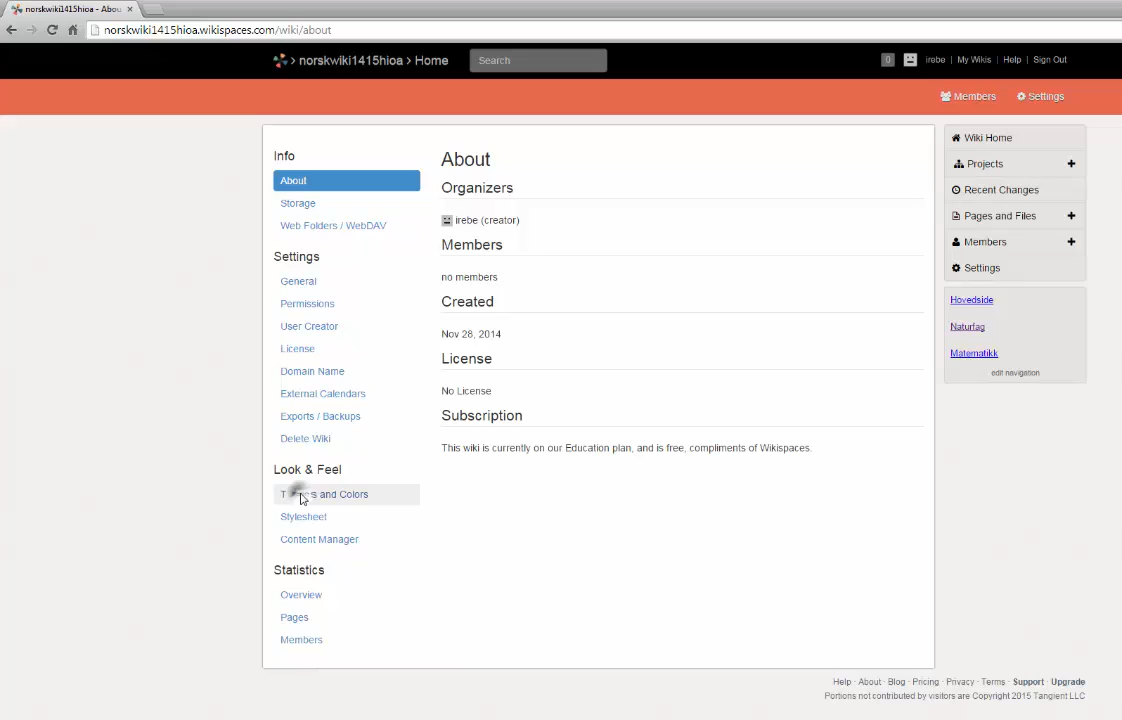 norskwiki1415hioa - Abou
norskwiki1415hioa.wikispaces.com/wiki/about
norskwiki1415hioa › Home
Search
0
irebe | My Wikis | Help | Sign Out
Members
Settings
Info
About
Storage
Web Folders / WebDAV
Settings
General
Permissions
User Creator
License
Domain Name
External Calendars
Exports / Backups
Delete Wiki
Look & Feel
and Colors
Stylesheet
Content Manager
Statistics
Overview
Pages
Members
About
Organizers
irebe (creator)
Members
no members
Created
Nov 28, 2014
License
No License
Subscription
This wiki is currently on our Education plan, and is free, compliments of Wikispaces.
Wiki Home
Projects
Recent Changes
Pages and Files
Members
Settings
Hovedside
Naturfag
Matematikk
edit navigation
Help · About · Blog · Pricing · Privacy · Terms · Support · Upgrade
Portions not contributed by visitors are Copyright 2015 Tangient LLC